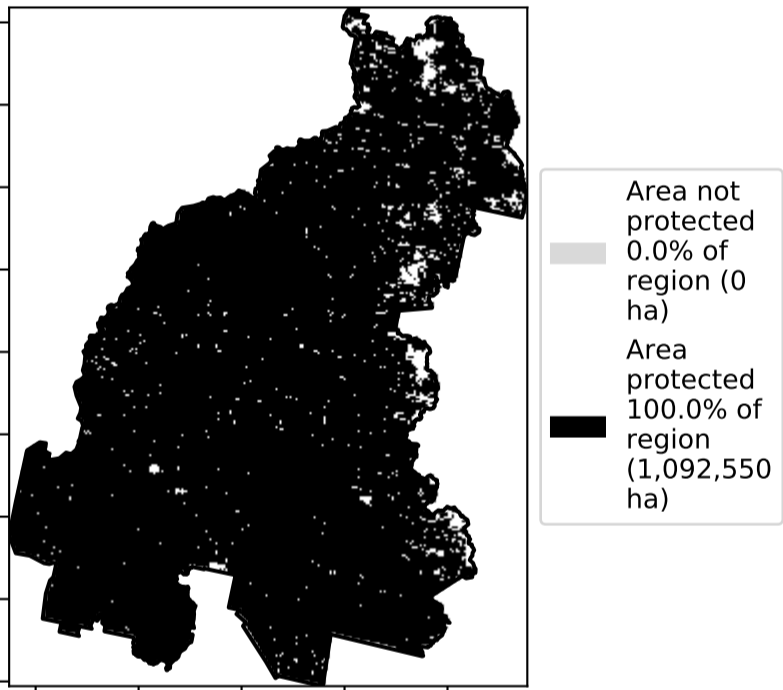 Area not
protected
0.0% of
region (0
ha)
Area
protected
100.0% of
region
(1,092,550
ha)